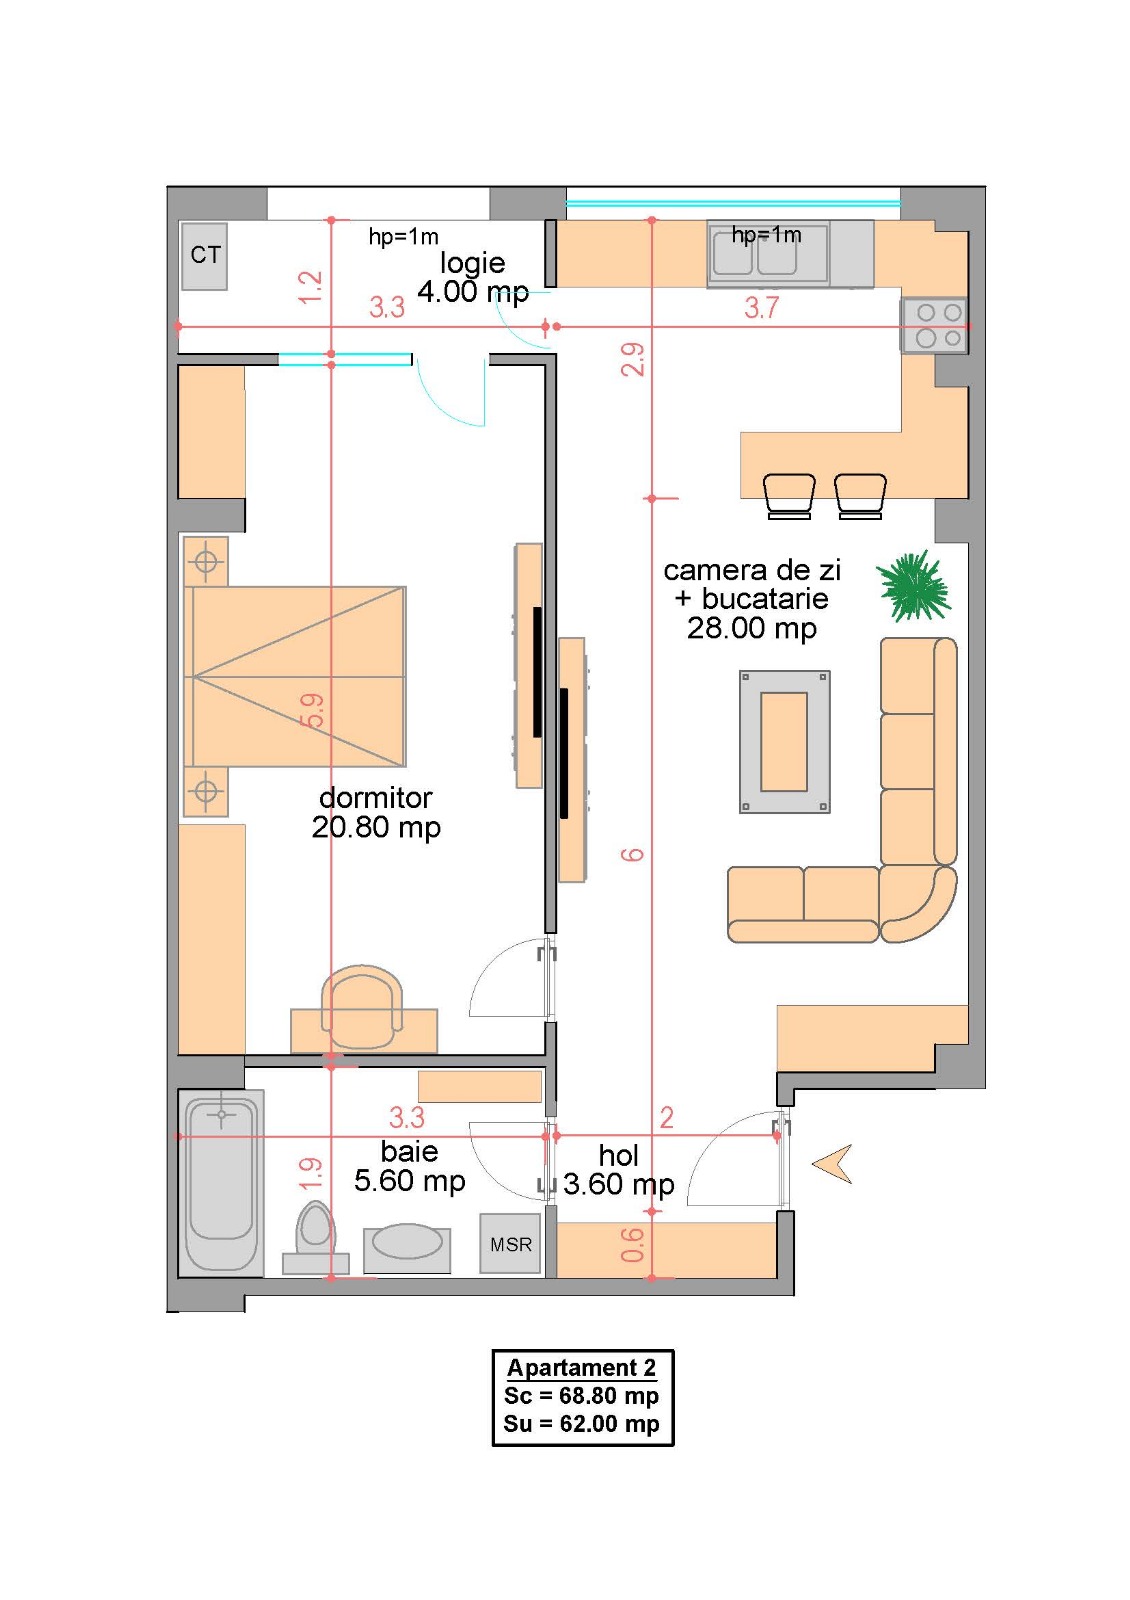 hp=1m
hp=1m
CT
logie
4.00 mp
1.2
3.3
3.7
2.9
camera de zi
+ bucatarie
28.00 mp
5.9
dormitor
20.80 mp
6
3.3
2
baie
5.60 mp
hol
3.60 mp
1.9
MSR
0.6
Apartament 2
Sc = 68.80 mp
Su = 62.00 mp